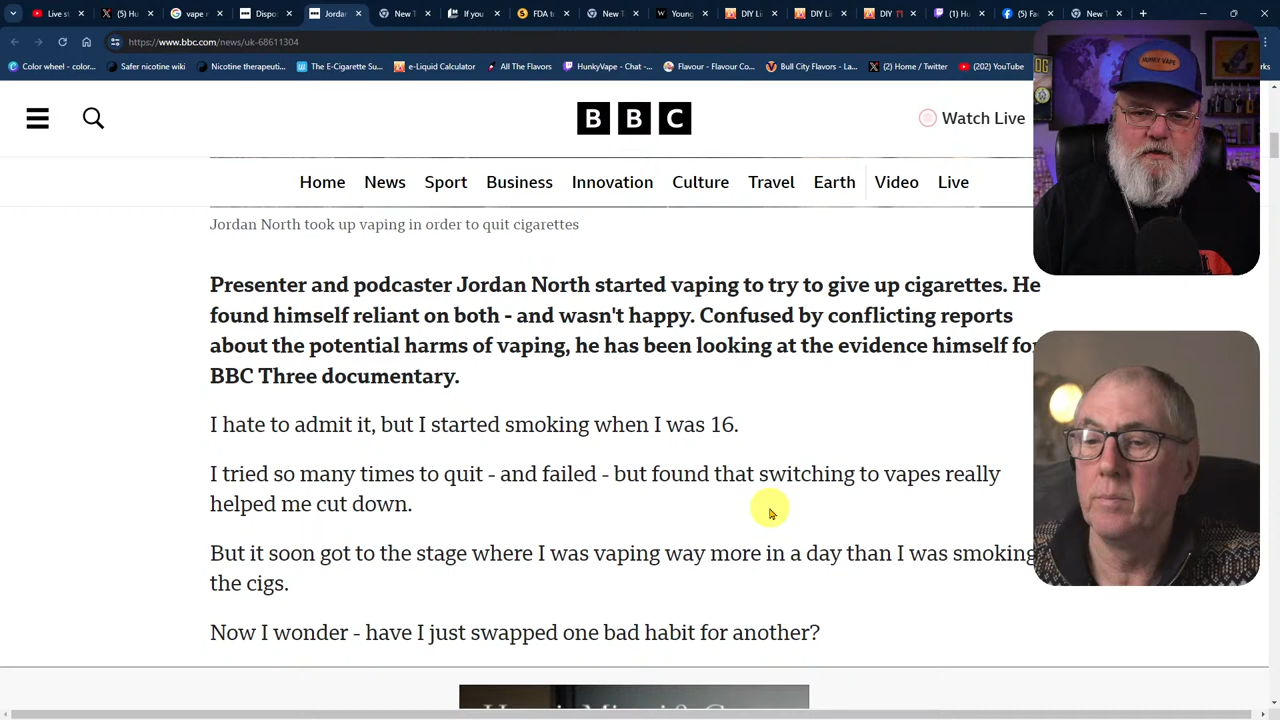 Live st
(5) Hu
vape r
Dispo
Jordan
New T
If you
FDA to
New T
Young
DIY Li
DIY Li
DIY
(1) Hu
(5) Fac
New T
https://www.bbc.com/news/uk-68611304
Color wheel - color...
Safer nicotine wiki
Nicotine therapeuti...
The E-Cigarette Su...
e-Liquid Calculator
All The Flavors
HunkyVape - Chat -...
Flavour - Flavour Co...
Bull City Flavors - La...
(2) Home / Twitter
(202) YouTube
BBC
Watch Live
HUNKY VAPE
Home News Sport Business Innovation Culture Travel Earth Video Live
Jordan North took up vaping in order to quit cigarettes
Presenter and podcaster Jordan North started vaping to try to give up cigarettes. He
found himself reliant on both - and wasn't happy. Confused by conflicting reports
about the potential harms of vaping, he has been looking at the evidence himself for
BBC Three documentary.
I hate to admit it, but I started smoking when I was 16.
I tried so many times to quit - and failed - but found that switching to vapes really
helped me cut down.
But it soon got to the stage where I was vaping way more in a day than I was smoking
the cigs.
Now I wonder - have I just swapped one bad habit for another?